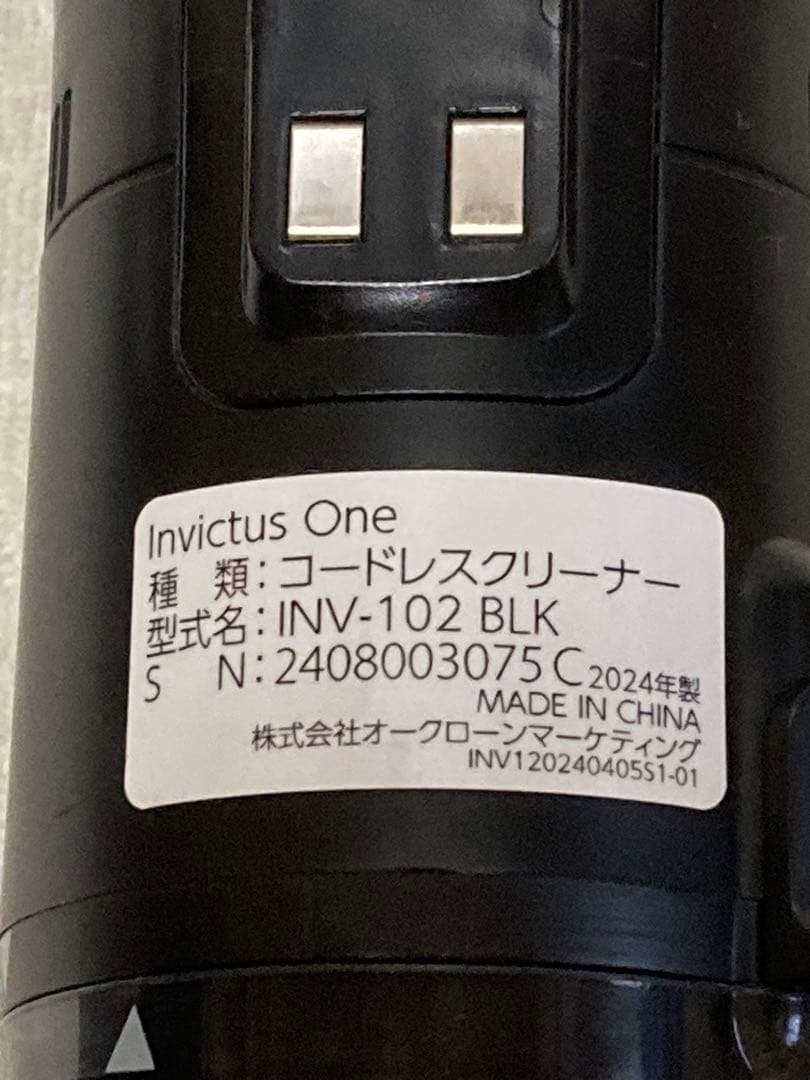 Invictus One
種　類：コードレスクリーナー
型式名：INV-102 BLK
S　N：2408003075 C 2024年製
MADE IN CHINA
株式会社オークローンマーケティング
INV120240405S1-01